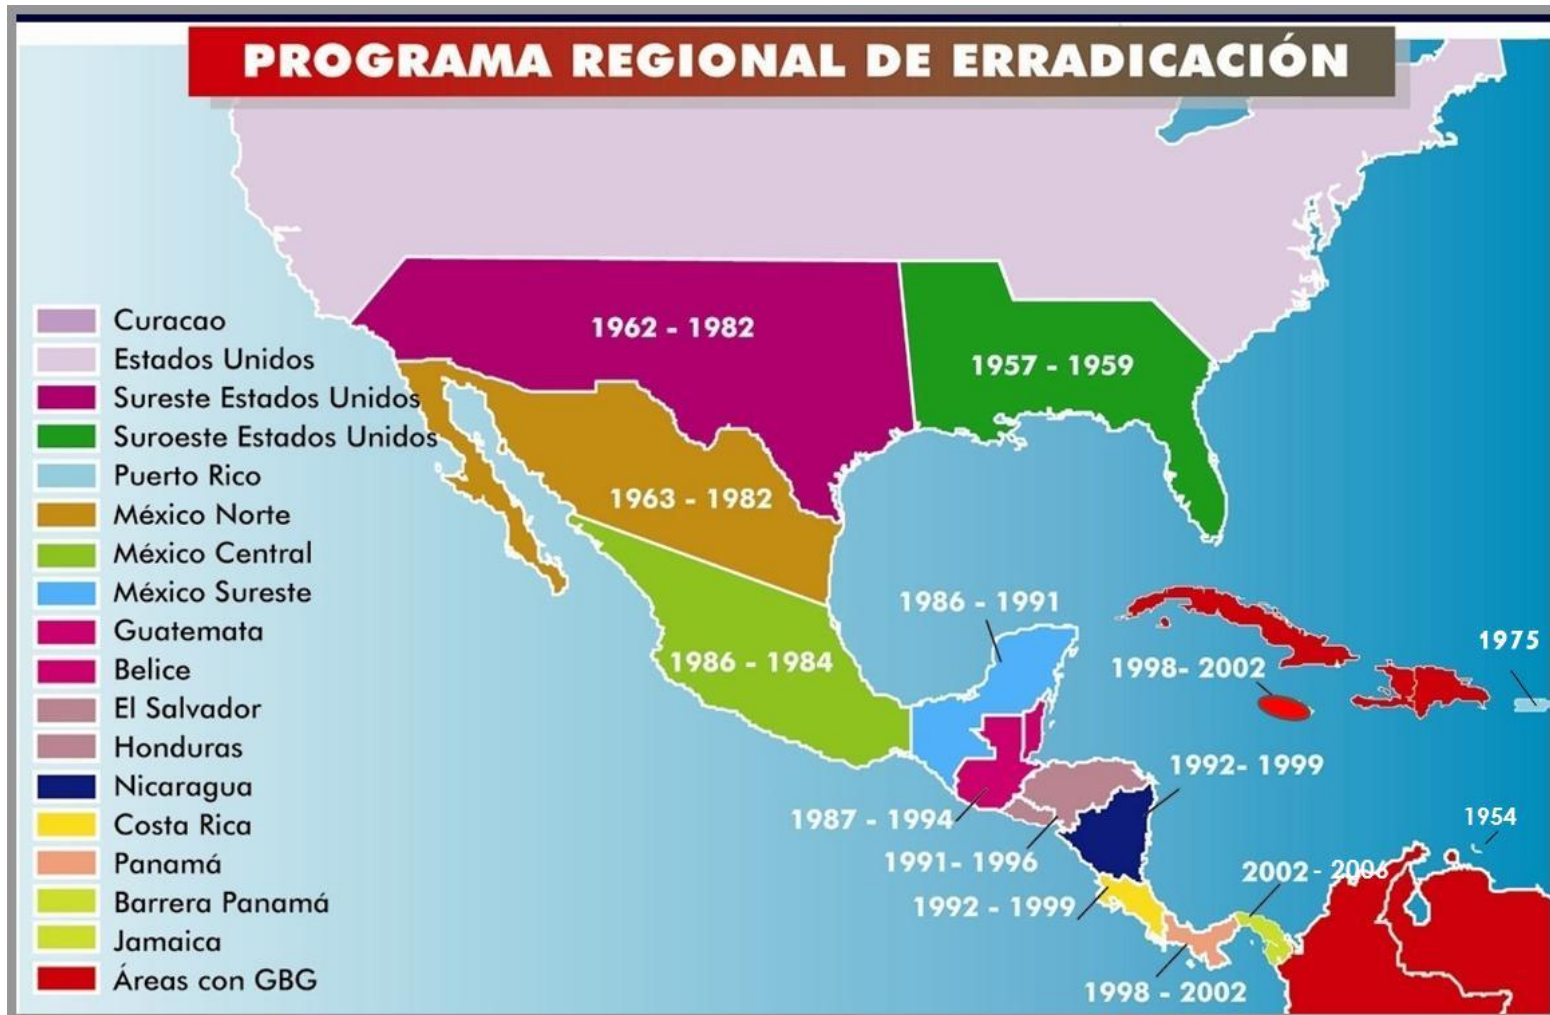 PROGRAMA REGIONAL DE ERRADICACIÓN
Curacao
Estados Unidos
Sureste Estados Unidos
Suroeste Estados Unidos
Puerto Rico
México Norte
México Central
México Sureste
Guatemata
Belice
El Salvador
Honduras
Nicaragua
Costa Rica
Panamá
Barrera Panamá
Jamaica
Áreas con GBG
1962 - 1982
1957 - 1959
1963 - 1982
1986 - 1991
1986 - 1984
1998- 2002
1975
1992- 1999
1987 - 1994
1954
1991- 1996
2002 - 2006
1992 - 1999
1998 - 2002